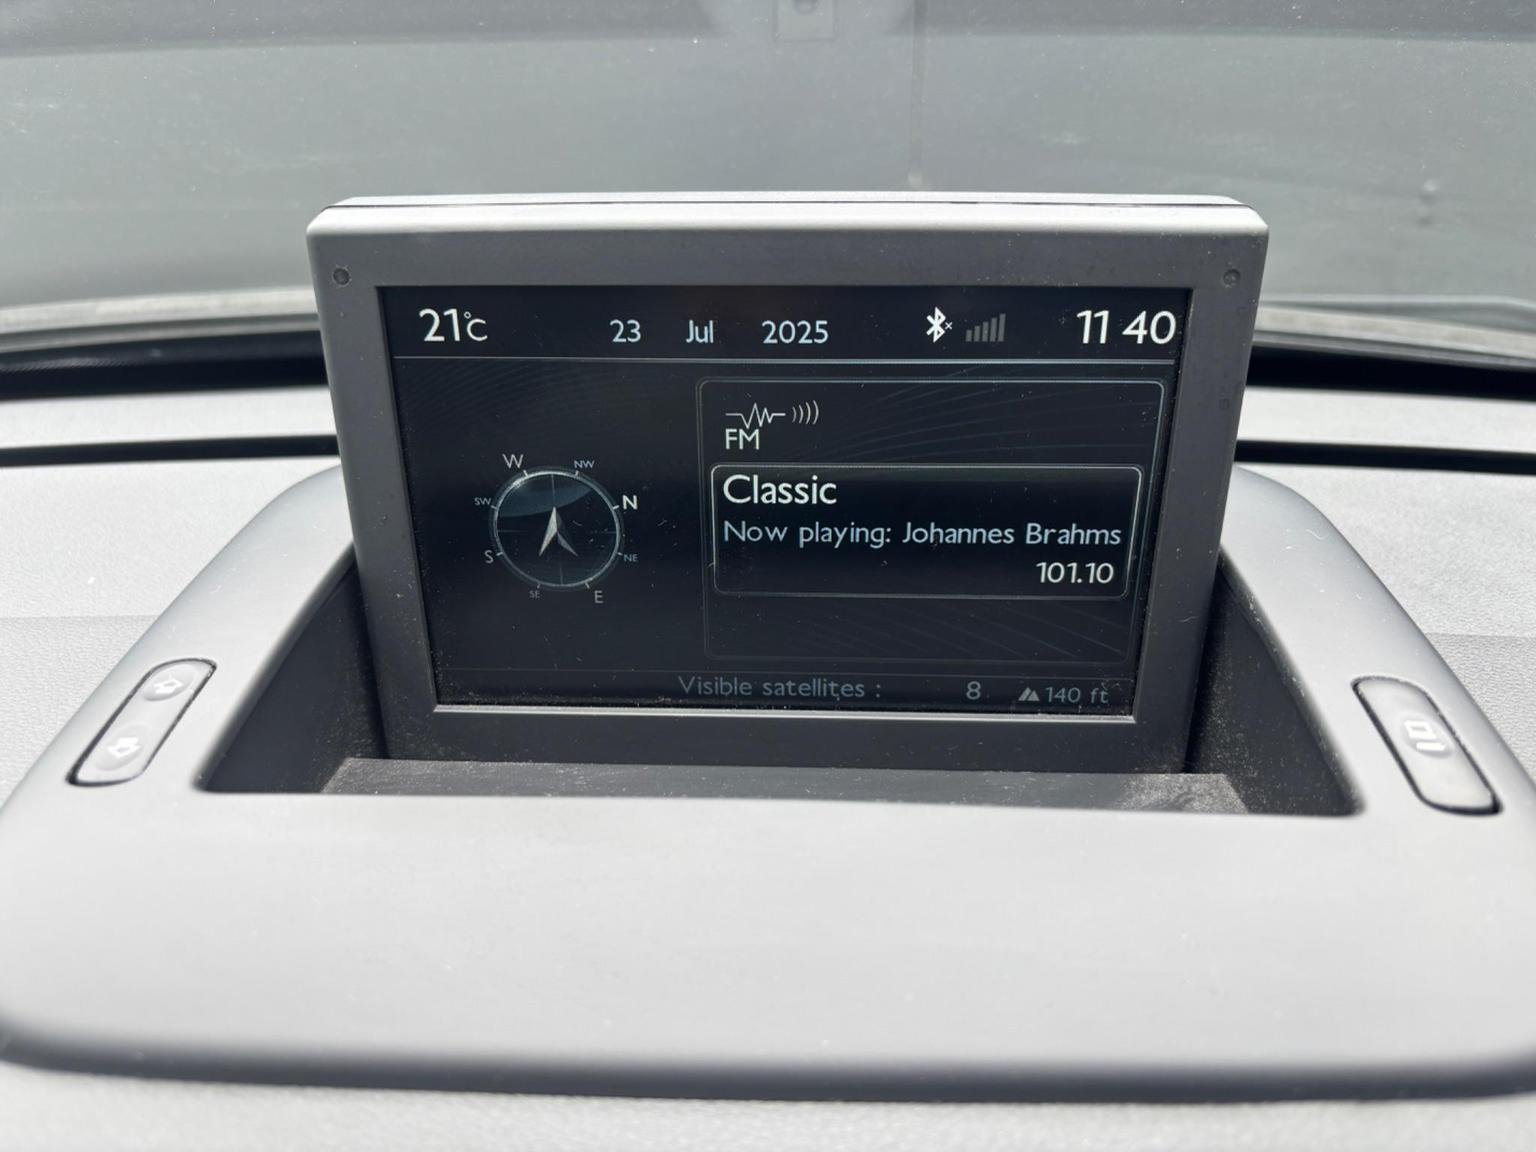 21°C 23 Jul 2025 11 40
FM
Classic
Now playing: Johannes Brahms
101.10
W NW
SW N
S NE
SE E
Visible satellites : 8 140 ft